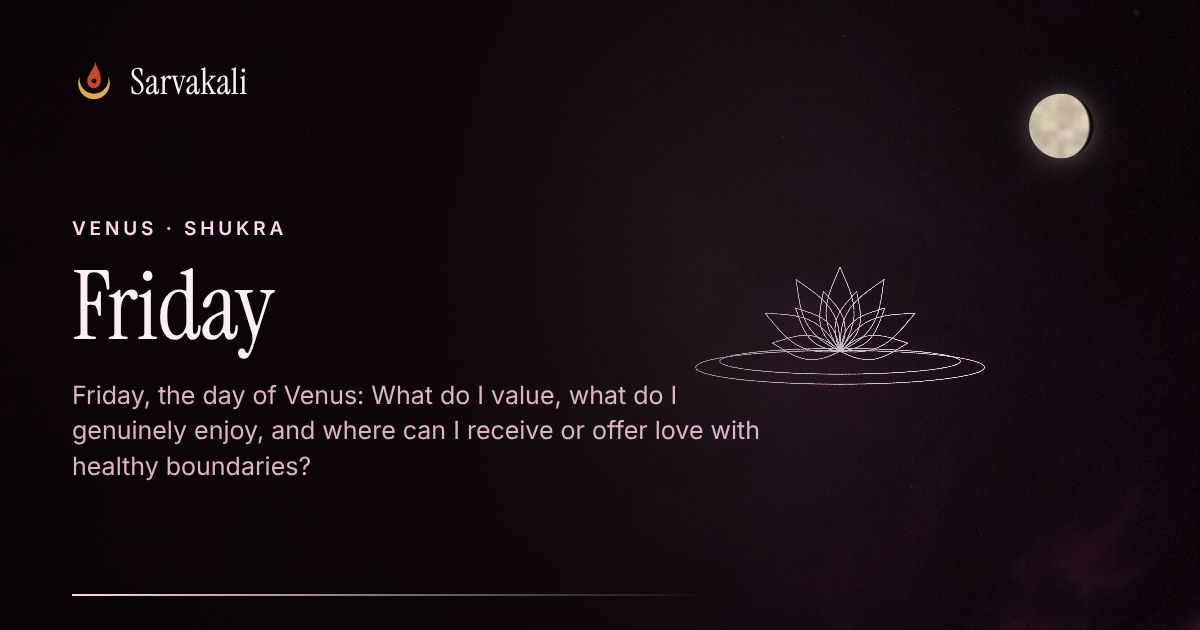 Sarvakali
VENUS · SHUKRA
Friday
Friday, the day of Venus: What do I value, what do I
genuinely enjoy, and where can I receive or offer love with
healthy boundaries?